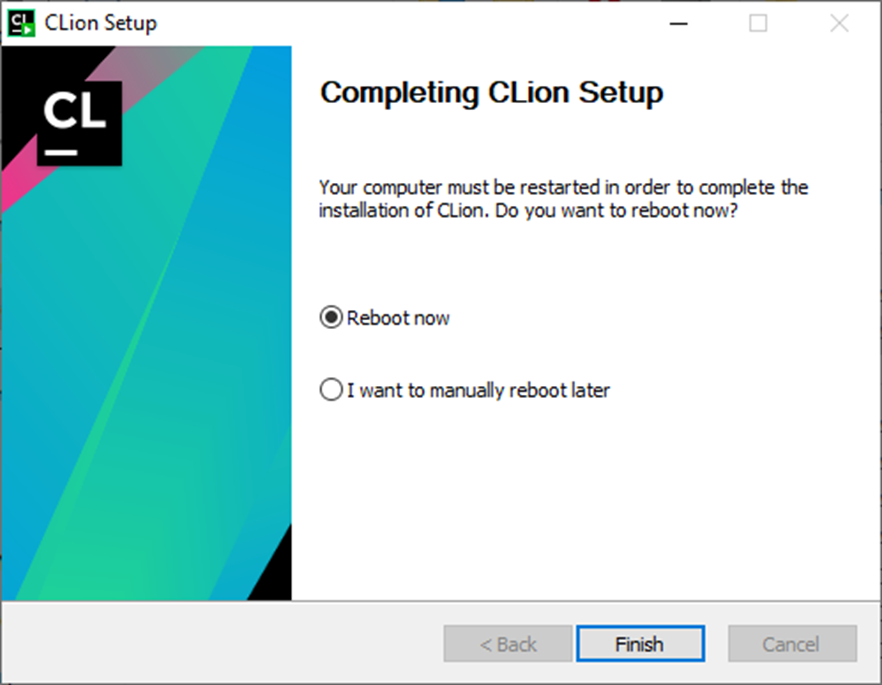 CLion Setup
CL
Completing CLion Setup
Your computer must be restarted in order to complete the
installation of CLion. Do you want to reboot now?
Reboot now
I want to manually reboot later
< Back
Finish
Cancel